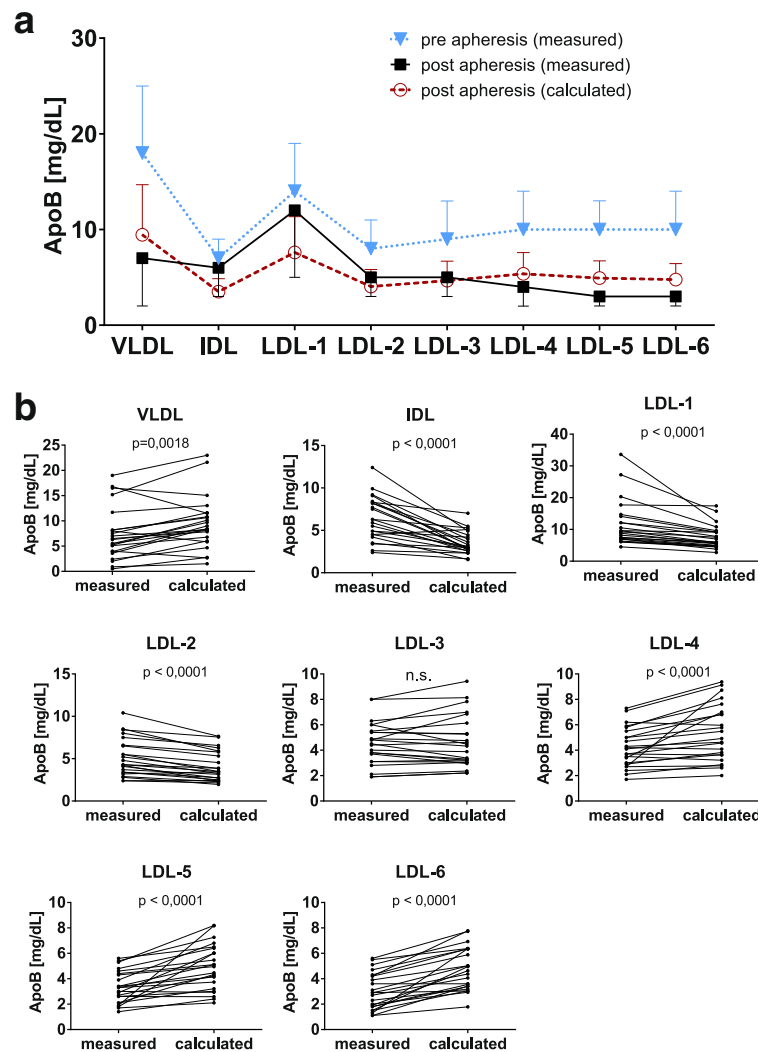 a
pre apheresis (measured)
post apheresis (measured)
post apheresis (calculated)
ApoB [mg/dL]
30
20
10
0
VLDL IDL LDL-1 LDL-2 LDL-3 LDL-4 LDL-5 LDL-6
b
VLDL
p=0,0018
ApoB [mg/dL]
25
20
15
10
5
0
measured calculated
IDL
p < 0,0001
ApoB [mg/dL]
15
10
5
0
measured calculated
LDL-1
p < 0,0001
ApoB [mg/dL]
40
30
20
10
0
measured calculated
LDL-2
p < 0,0001
ApoB [mg/dL]
15
10
5
0
measured calculated
LDL-3
n.s.
ApoB [mg/dL]
10
8
6
4
2
0
measured calculated
LDL-4
p < 0,0001
ApoB [mg/dL]
10
8
6
4
2
0
measured calculated
LDL-5
p < 0,0001
ApoB [mg/dL]
10
8
6
4
2
0
measured calculated
LDL-6
p < 0,0001
ApoB [mg/dL]
10
8
6
4
2
0
measured calculated